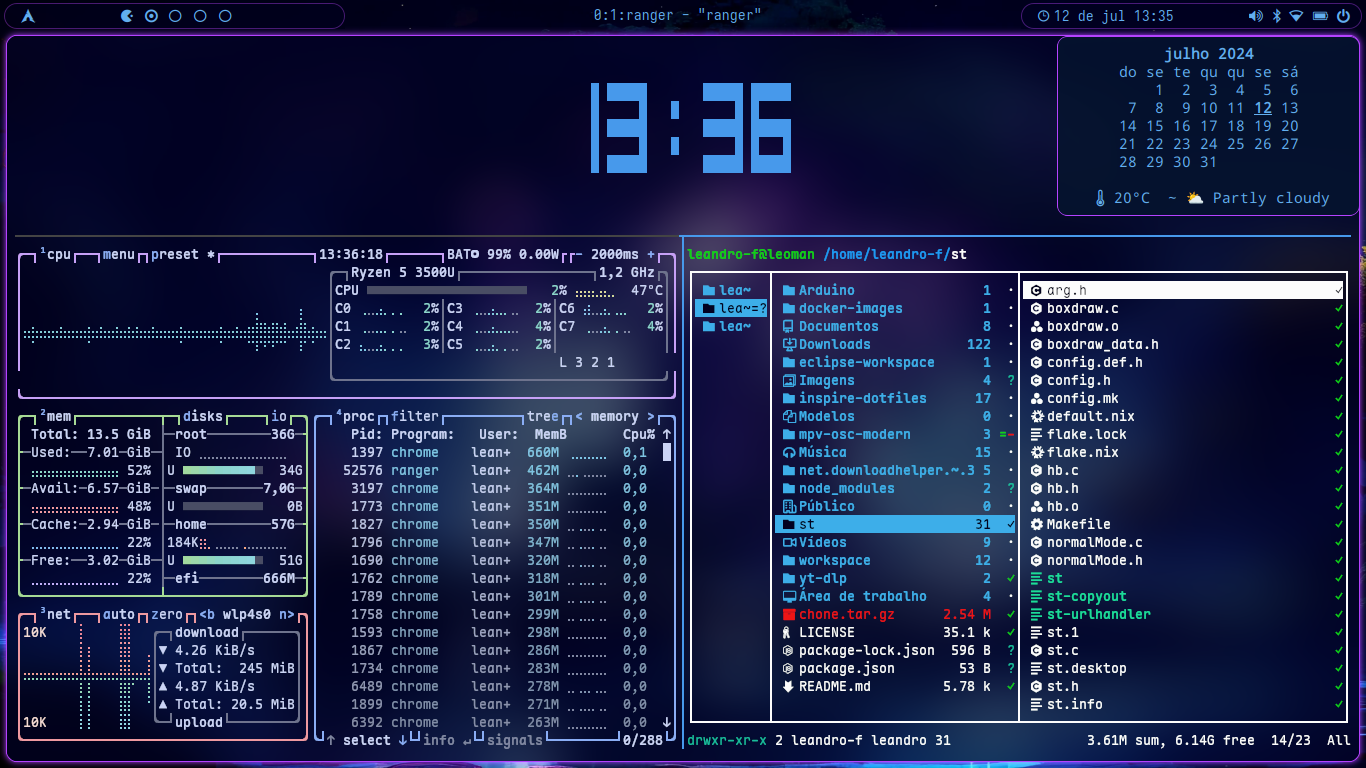 0:1:ranger - "ranger"
12 de jul 13:35
13:36
julho 2024
do se te qu qu se sá
1 2 3 4 5 6
7 8 9 10 11 12 13
14 15 16 17 18 19 20
21 22 23 24 25 26 27
28 29 30 31
20°C ~ Partly cloudy
1cpu menu preset * 13:36:18 BAT 99% 0.00W - 2000ms +
Ryzen 5 3500U 1,2 GHz
CPU 2% 47°C
C0 2% C3 2% C6 2%
C1 2% C4 4% C7 4%
C2 3% C5 2%
L 3 2 1
2mem disks io
Total: 13.5 GiB root 36G
Used: 7.01 GiB IO
52% U 34G
Avail: 6.57 GiB swap 7,0G
48% U 0B
Cache: 2.94 GiB home 57G
22% 184K
Free: 3.02 GiB U 51G
22% efi 666M
3net auto zero <b wlp4s0 n>
10K download
▼ 4.26 KiB/s
▼ Total: 245 MiB
▲ 4.87 KiB/s
▲ Total: 20.5 MiB
10K upload
4proc filter tree < memory >
Pid: Program: User: MemB Cpu% ↑
1397 chrome lean+ 660M 0,1
52576 ranger lean+ 462M 0,0
3197 chrome lean+ 364M 0,0
1773 chrome lean+ 351M 0,0
1827 chrome lean+ 350M 0,0
1796 chrome lean+ 347M 0,0
1690 chrome lean+ 320M 0,0
1762 chrome lean+ 318M 0,0
1789 chrome lean+ 301M 0,0
1758 chrome lean+ 299M 0,0
1593 chrome lean+ 298M 0,0
1867 chrome lean+ 286M 0,0
1734 chrome lean+ 283M 0,0
6489 chrome lean+ 278M 0,0
1899 chrome lean+ 271M 0,0
6392 chrome lean+ 263M 0,0 ↓
↑ select ↓ info ↵ signals 0/288
leandro-f@leoman /home/leandro-f/st
lea~
lea~=?
lea~
Arduino 1
docker-images 1
Documentos 8
Downloads 122
eclipse-workspace 1
Imagens 4 ?
inspire-dotfiles 17
Modelos 0
mpv-osc-modern 3 =-
Música 15
net.downloadhelper.~.3 5
node_modules 2 ?
Público 0
st 31 ✓
Vídeos 9
workspace 12
yt-dlp 2 ✓
Área de trabalho 4
chone.tar.gz 2.54 M ✓
LICENSE 35.1 k ✓
package-lock.json 596 B ?
package.json 53 B ?
README.md 5.78 k ✓
arg.h ✓
boxdraw.c ✓
boxdraw.o ✓
boxdraw_data.h ✓
config.def.h ✓
config.h ✓
config.mk ✓
default.nix ✓
flake.lock ✓
flake.nix ✓
hb.c ✓
hb.h ✓
hb.o ✓
Makefile ✓
normalMode.c ✓
normalMode.h ✓
st ✓
st-copyout ✓
st-urlhandler ✓
st.1 ✓
st.c ✓
st.desktop ✓
st.h ✓
st.info ✓
drwxr-xr-x 2 leandro-f leandro 31 3.61M sum, 6.14G free 14/23 All